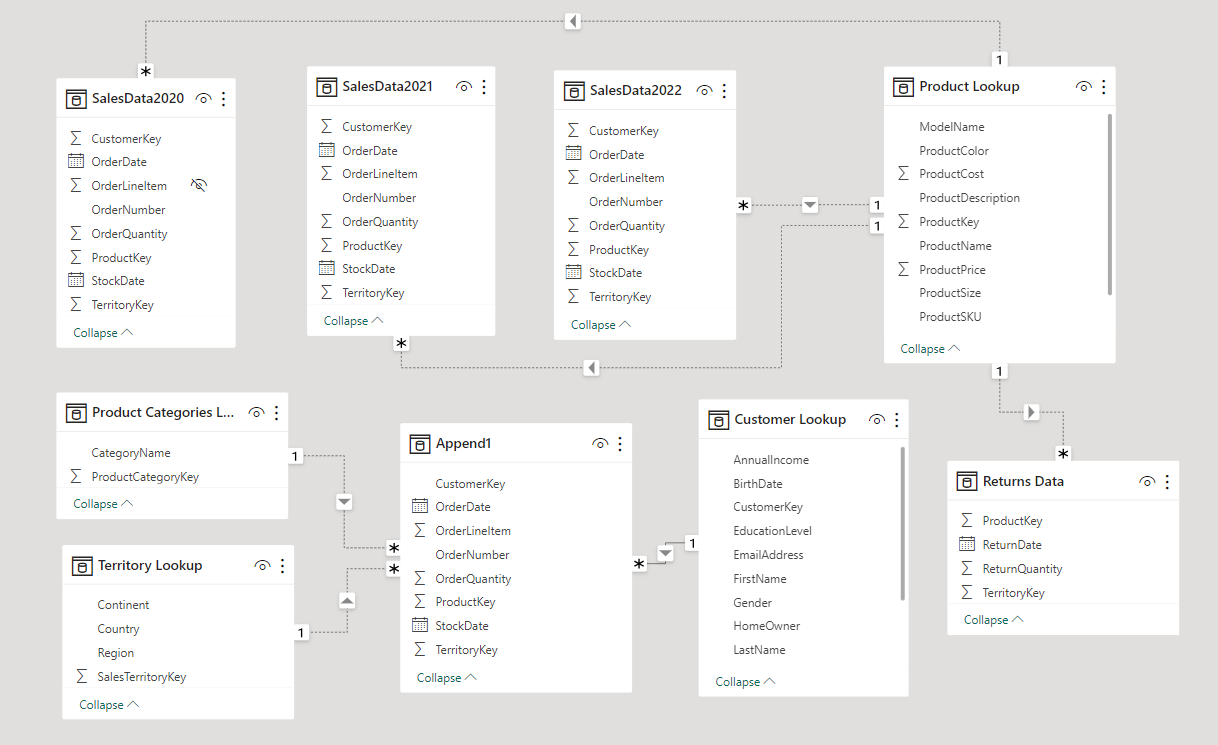 1
*
SalesData2020
CustomerKey
OrderDate
OrderLineItem
OrderNumber
OrderQuantity
ProductKey
StockDate
TerritoryKey
Collapse
SalesData2021
CustomerKey
OrderDate
OrderLineItem
OrderNumber
OrderQuantity
ProductKey
StockDate
TerritoryKey
Collapse
*
SalesData2022
CustomerKey
OrderDate
OrderLineItem
OrderNumber
OrderQuantity
ProductKey
StockDate
TerritoryKey
Collapse
*
1
1
Product Lookup
ModelName
ProductColor
ProductCost
ProductDescription
ProductKey
ProductName
ProductPrice
ProductSize
ProductSKU
Collapse
1
Product Categories L...
CategoryName
ProductCategoryKey
Collapse
1
Territory Lookup
Continent
Country
Region
SalesTerritoryKey
Collapse
1
*
*
Append1
CustomerKey
OrderDate
OrderLineItem
OrderNumber
OrderQuantity
ProductKey
StockDate
TerritoryKey
Collapse
*
1
Customer Lookup
AnnualIncome
BirthDate
CustomerKey
EducationLevel
EmailAddress
FirstName
Gender
HomeOwner
LastName
Collapse
*
Returns Data
ProductKey
ReturnDate
ReturnQuantity
TerritoryKey
Collapse